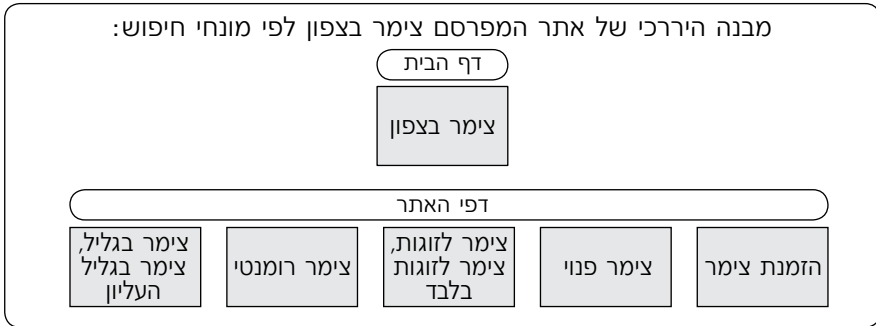 מבנה היררכי של אתר המפרסם צימר בצפון לפי מונחי חיפוש:
דף הבית
צימר בצפון
דפי האתר
הזמנת צימר
צימר פנוי
צימר לזוגות,
צימר לזוגות
בלבד
צימר רומנטי
צימר בגליל,
צימר בגליל
העליון